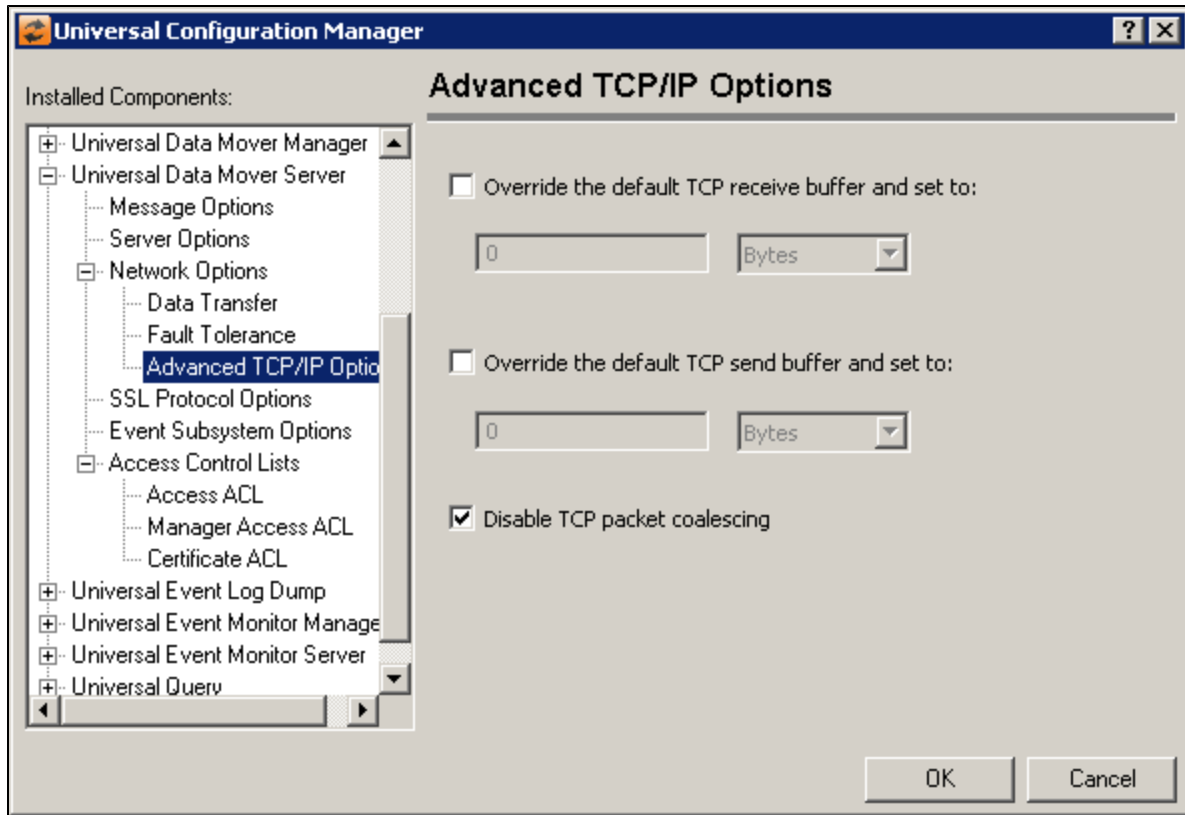 Universal Configuration Manager
Installed Components:
Universal Data Mover Manager
Universal Data Mover Server
Message Options
Server Options
Network Options
Data Transfer
Fault Tolerance
Advanced TCP/IP Optio
SSL Protocol Options
Event Subsystem Options
Access Control Lists
Access ACL
Manager Access ACL
Certificate ACL
Universal Event Log Dump
Universal Event Monitor Manage
Universal Event Monitor Server
Universal Query
Advanced TCP/IP Options
Override the default TCP receive buffer and set to:
0 Bytes
Override the default TCP send buffer and set to:
0 Bytes
Disable TCP packet coalescing
OK Cancel